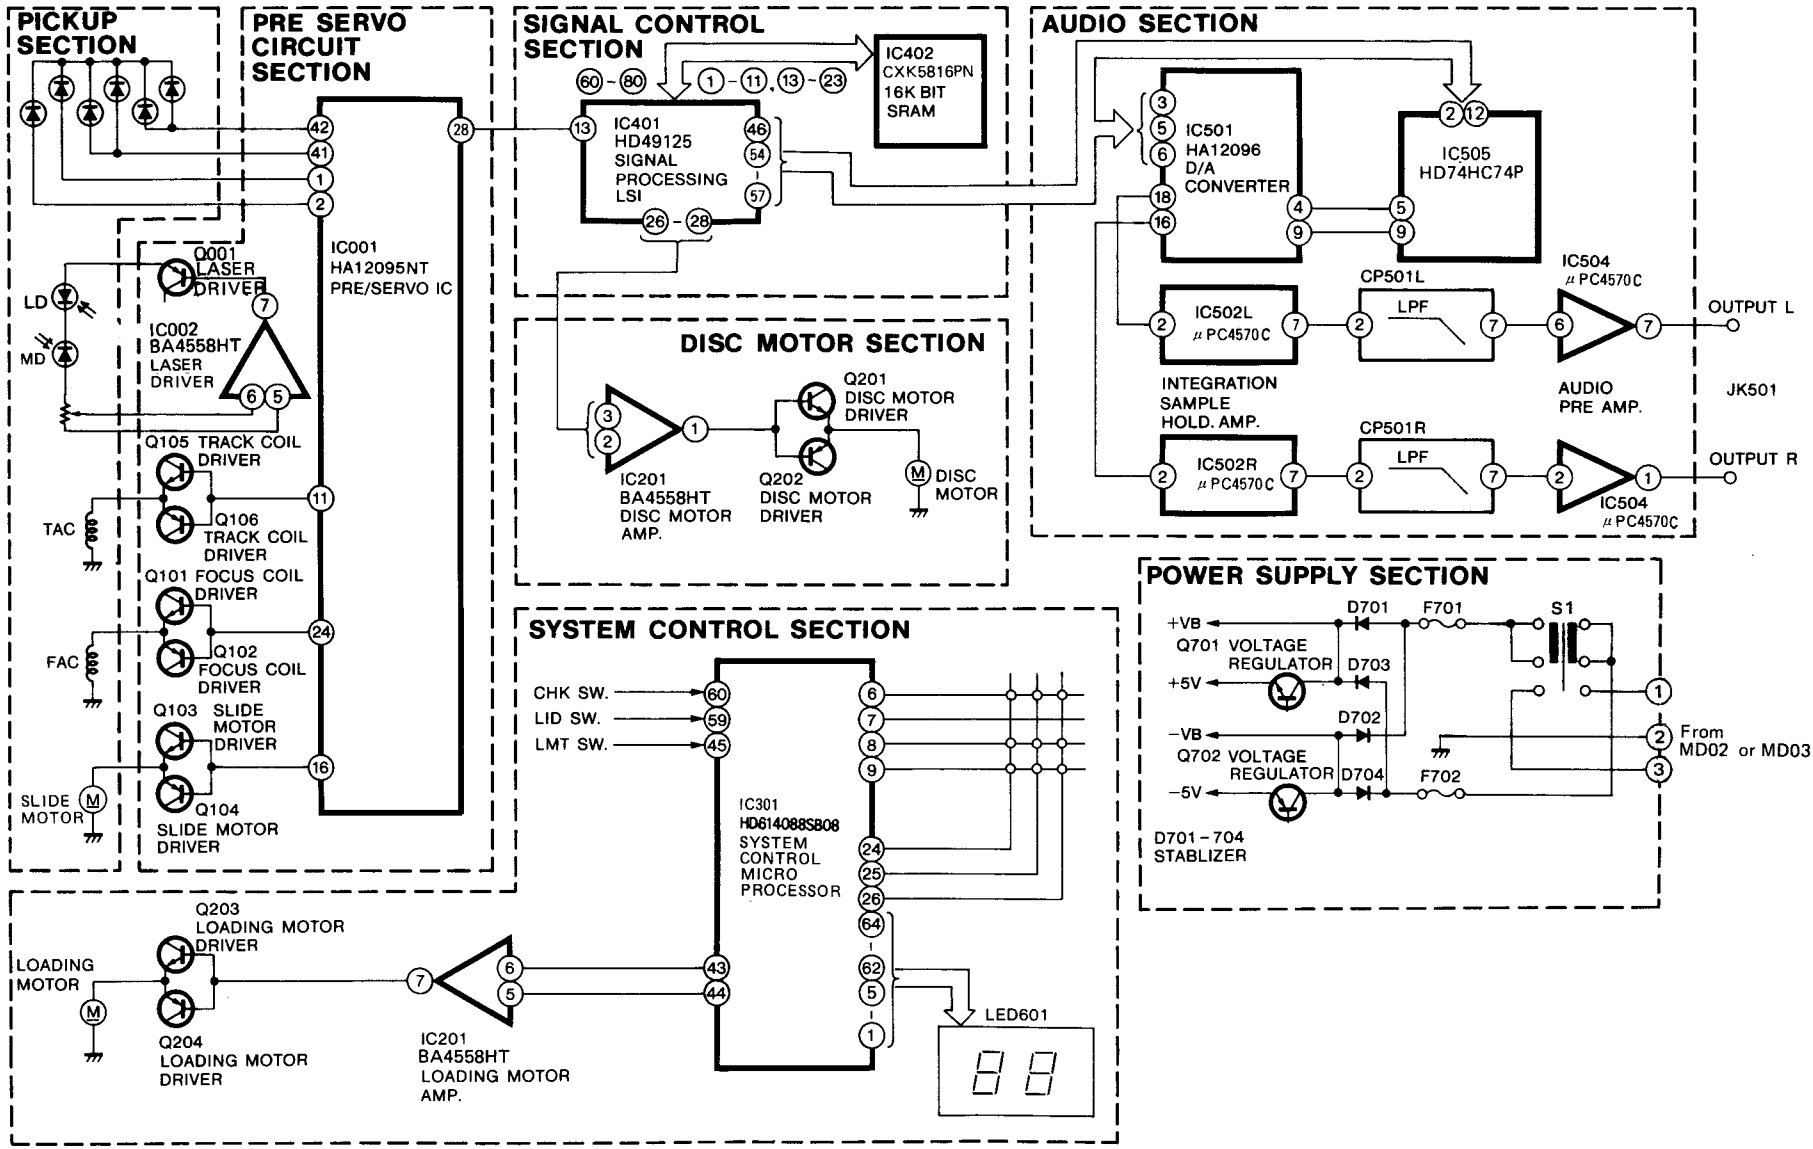 PICKUP
SECTION
42
41
1
2
LD
MD
TAC
FAC
SLIDE
MOTOR
M
PRE SERVO
CIRCUIT
SECTION
28
IC001
HA12095NT
PRE/SERVO IC
Q001
LASER
DRIVER
7
IC002
BA4558HT
LASER
DRIVER
6 5
Q105 TRACK COIL
DRIVER
11
Q106
TRACK COIL
DRIVER
Q101 FOCUS COIL
DRIVER
24
Q102
FOCUS COIL
DRIVER
Q103 SLIDE
MOTOR
DRIVER
16
Q104
SLIDE MOTOR
DRIVER
SIGNAL CONTROL
SECTION
60-80
1-11, 13-23
IC402
CXK5816PN
16K BIT
SRAM
13
IC401
HD49125
SIGNAL
PROCESSING
LSI
46
54
57
26-28
DISC MOTOR SECTION
3
2
1
IC201
BA4558HT
DISC MOTOR
AMP.
Q201
DISC MOTOR
DRIVER
Q202
DISC MOTOR
DRIVER
M
DISC
MOTOR
AUDIO SECTION
3
5
6
18
16
IC501
HA12096
D/A
CONVERTER
4
9
2 12
IC505
HD74HC74P
5
9
2
IC502L
μPC4570C
7
CP501L
2
LPF
7
IC504
μPC4570C
6
7
OUTPUT L
INTEGRATION
SAMPLE
HOLD. AMP.
AUDIO
PRE AMP.
JK501
2
IC502R
μPC4570C
7
CP501R
2
LPF
7
2
1
IC504
μPC4570C
OUTPUT R
SYSTEM CONTROL SECTION
CHK SW.
LID SW.
LMT SW.
60
59
45
6
7
8
9
IC301
HD614088SB08
SYSTEM
CONTROL
MICRO
PROCESSOR
24
25
26
64
62
5
1
43
44
LED601
88
LOADING
MOTOR
M
Q203
LOADING MOTOR
DRIVER
Q204
LOADING MOTOR
DRIVER
7
6
5
IC201
BA4558HT
LOADING MOTOR
AMP.
POWER SUPPLY SECTION
+VB
D701
F701
S1
Q701 VOLTAGE
REGULATOR
D703
+5V
-VB
D702
Q702 VOLTAGE
REGULATOR
D704
F702
-5V
D701-704
STABLIZER
1
2
3
From
MD02 or MD03